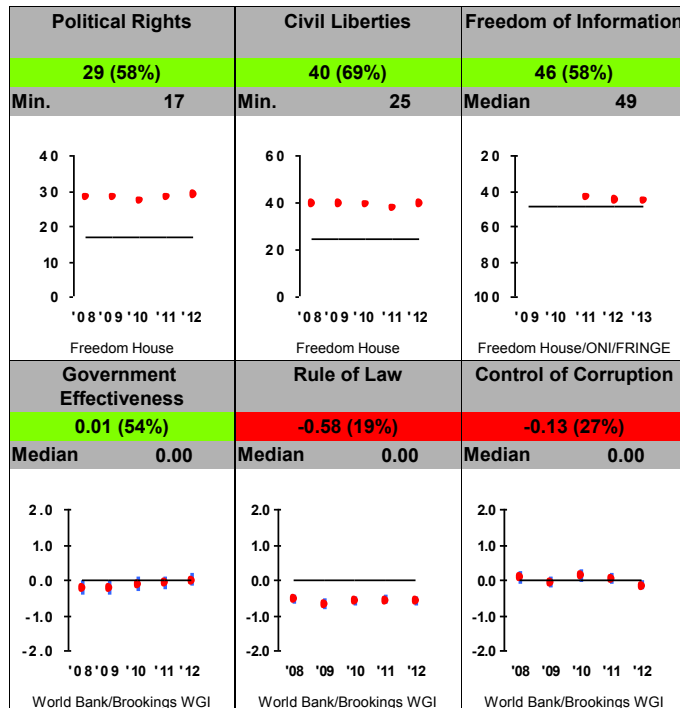 Political Rights
29 (58%)
Min. 17
40
30
20
10
0
'08 '09 '10 '11 '12
Freedom House
Civil Liberties
40 (69%)
Min. 25
60
40
20
0
'08 '09 '10 '11 '12
Freedom House
Freedom of Information
46 (58%)
Median 49
20
40
60
80
100
'09 '10 '11 '12 '13
Freedom House/ONI/FRINGE
Government
Effectiveness
0.01 (54%)
Median 0.00
2.0
1.0
0.0
-1.0
-2.0
'08 '09 '10 '11 '12
World Bank/Brookings WGI
Rule of Law
-0.58 (19%)
Median 0.00
2.0
1.0
0.0
-1.0
-2.0
'08 '09 '10 '11 '12
World Bank/Brookings WGI
Control of Corruption
-0.13 (27%)
Median 0.00
2.0
1.0
0.0
-1.0
-2.0
'08 '09 '10 '11 '12
World Bank/Brookings WGI